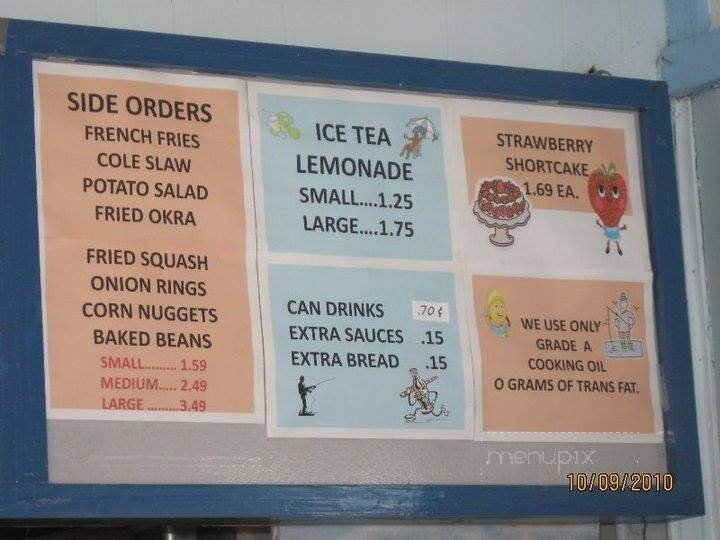 SIDE ORDERS
FRENCH FRIES
COLE SLAW
POTATO SALAD
FRIED OKRA
FRIED SQUASH
ONION RINGS
CORN NUGGETS
BAKED BEANS
SMALL......... 1.59
MEDIUM..... 2.49
LARGE .........3.49
ICE TEA
LEMONADE
SMALL....1.25
LARGE....1.75
CAN DRINKS .70¢
EXTRA SAUCES .15
EXTRA BREAD .15
STRAWBERRY
SHORTCAKE
1.69 EA.
WE USE ONLY
GRADE A
COOKING OIL
O GRAMS OF TRANS FAT.
menupix
10/09/2010